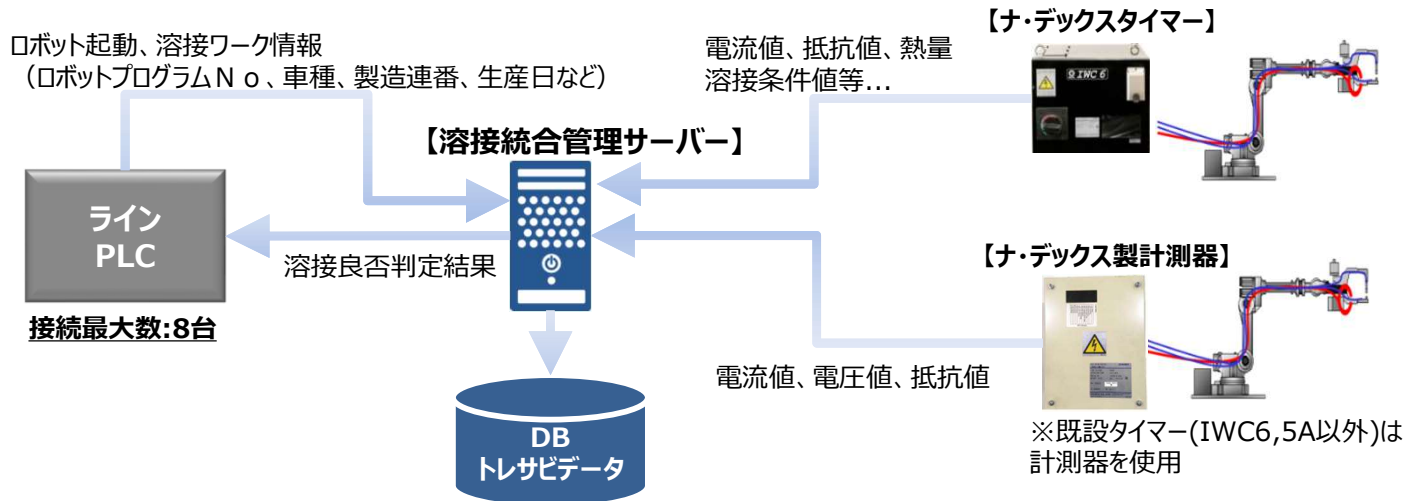 ロボット起動、溶接ワーク情報
（ロボットプログラムＮｏ、車種、製造連番、生産日など）
電流値、抵抗値、熱量
溶接条件値等…
【ナ・デックスタイマー】
IWC6
【溶接統合管理サーバー】
ライン
PLC
溶接良否判定結果
接続最大数:8台
【ナ・デックス製計測器】
電流値、電圧値、抵抗値
※既設タイマー(IWC6,5A以外)は
計測器を使用
DB
トレサビデータ